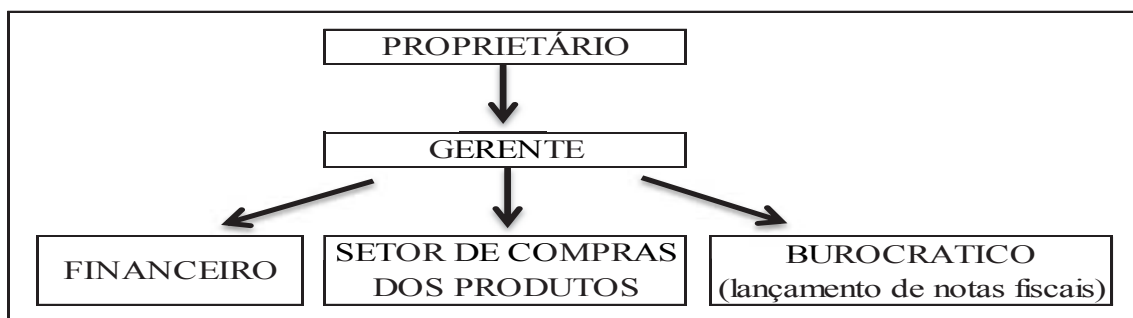 PROPRIETÁRIO
GERENTE
FINANCEIRO
SETOR DE COMPRAS
DOS PRODUTOS
BUROCRATICO
(lançamento de notas fiscais)